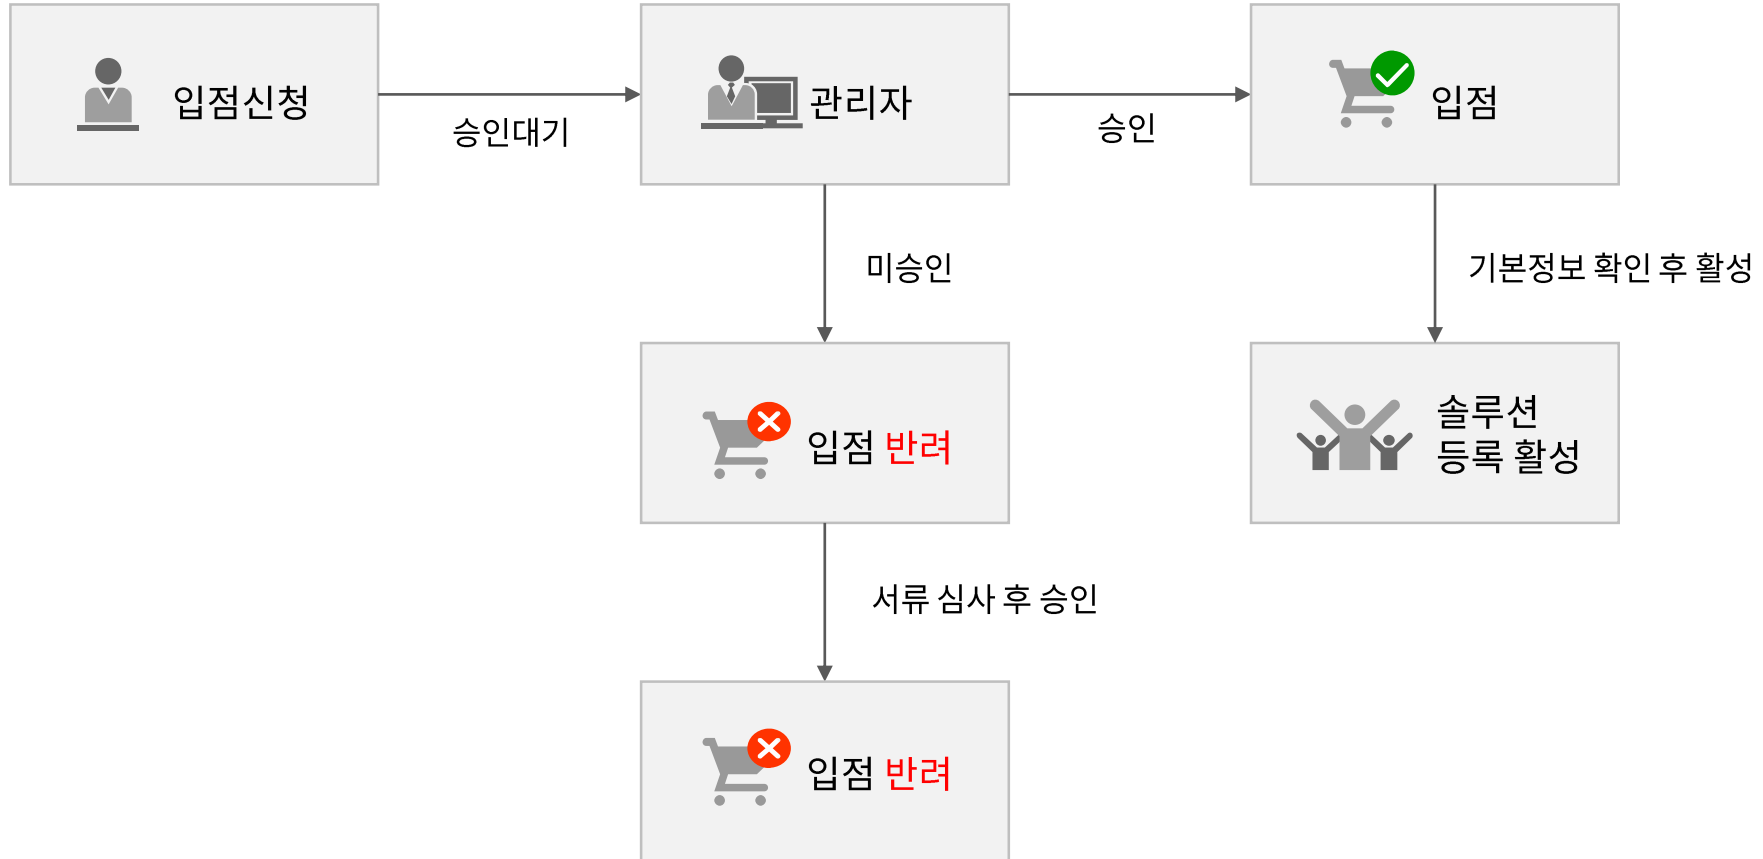 입점신청
승인대기
관리자
승인
입점
미승인
기본정보 확인 후 활성
입점 반려
솔루션
등록 활성
서류 심사 후 승인
입점 반려